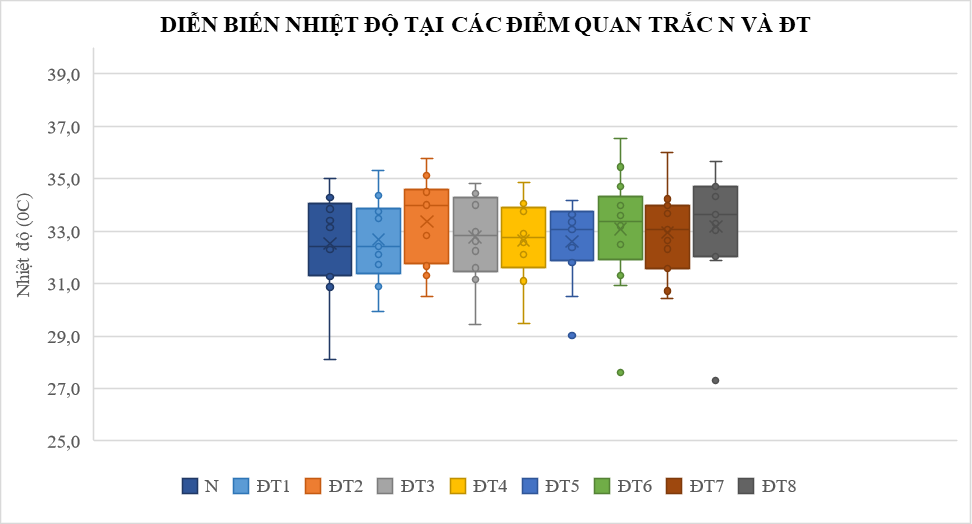 DIỄN BIẾN NHIỆT ĐỘ TẠI CÁC ĐIỂM QUAN TRẮC N VÀ ĐT
39,0
37,0
35,0
33,0
31,0
29,0
27,0
25,0
Nhiệt độ (0C)
N ĐT1 ĐT2 ĐT3 ĐT4 ĐT5 ĐT6 ĐT7 ĐT8